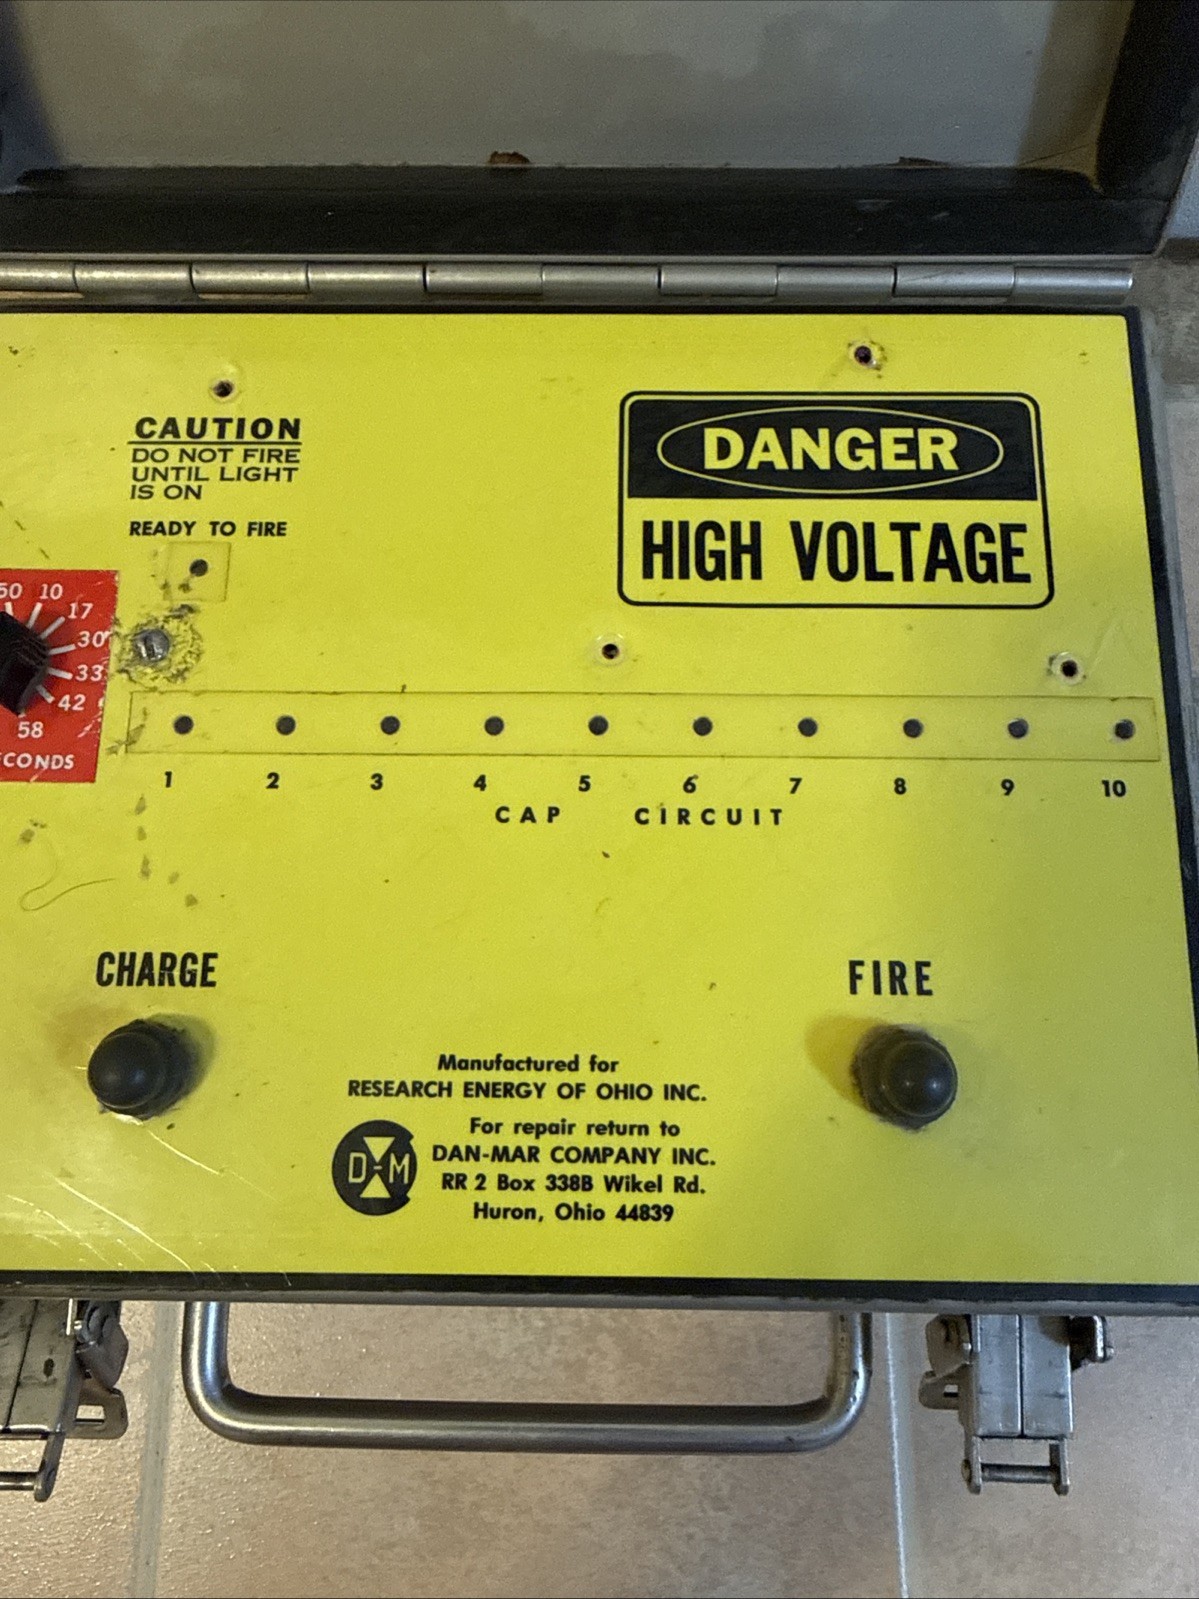 CAUTION
DO NOT FIRE
UNTIL LIGHT
IS ON
READY TO FIRE
DANGER
HIGH VOLTAGE
50 10
17
30
33
42
58
CONDS
1 2 3 4 5 6 7 8 9 10
CAP CIRCUIT
CHARGE
FIRE
Manufactured for
RESEARCH ENERGY OF OHIO INC.
For repair return to
D-M
DAN-MAR COMPANY INC.
RR 2 Box 338B Wikel Rd.
Huron, Ohio 44839